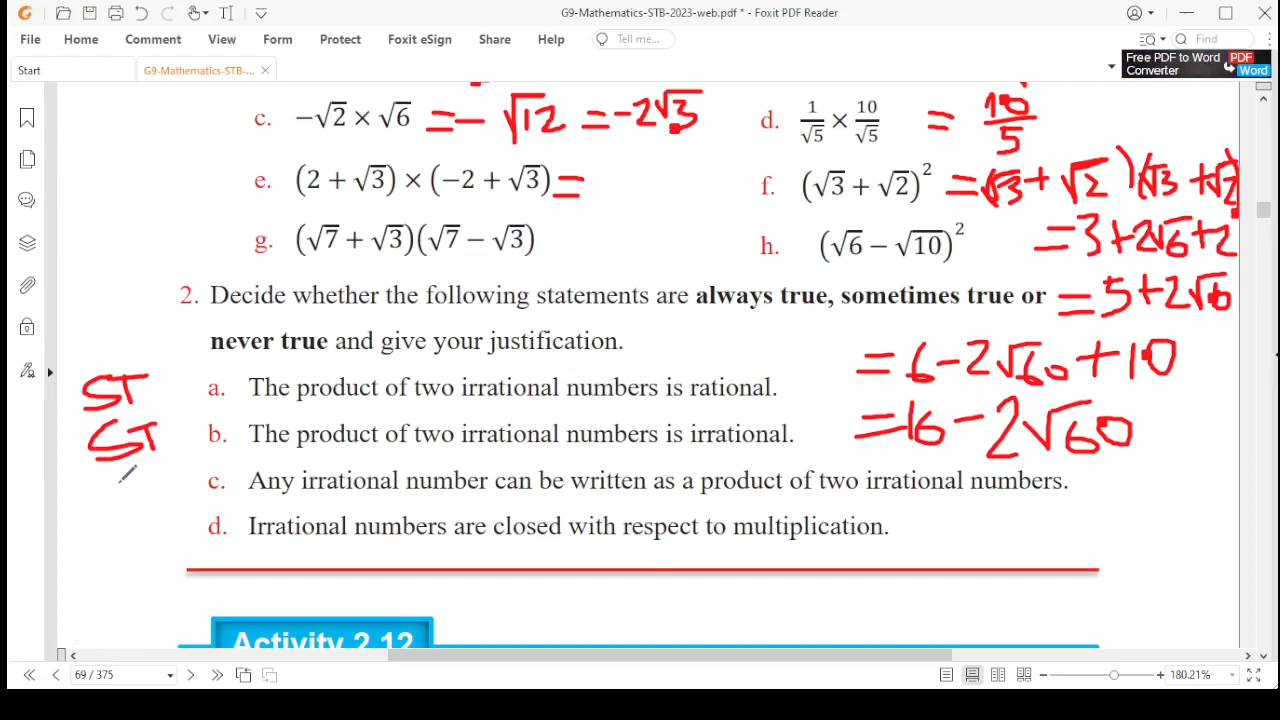 G9-Mathematics-STB-2023-web.pdf * - Foxit PDF Reader
File Home Comment View Form Protect Foxit eSign Share Help Tell me... Find
Start G9-Mathematics-STB-... Free PDF to Word Converter PDF Word
c. −√2 × √6 = − √12 = −2√3 d. 1/√5 × 10/√5 = 10/5
e. (2 + √3) × (−2 + √3) = f. (√3 + √2)² = √3 + √2 )(√3 + √2)
g. (√7 + √3)(√7 − √3) h. (√6 − √10)² = 3 + 2√6 + 2
2. Decide whether the following statements are always true, sometimes true or = 5 + 2√6
never true and give your justification.
= 6 − 2√60 + 10
ST a. The product of two irrational numbers is rational.
ST b. The product of two irrational numbers is irrational. = 16 − 2√60
c. Any irrational number can be written as a product of two irrational numbers.
d. Irrational numbers are closed with respect to multiplication.
Activity 2.12
69 / 375 180.21%